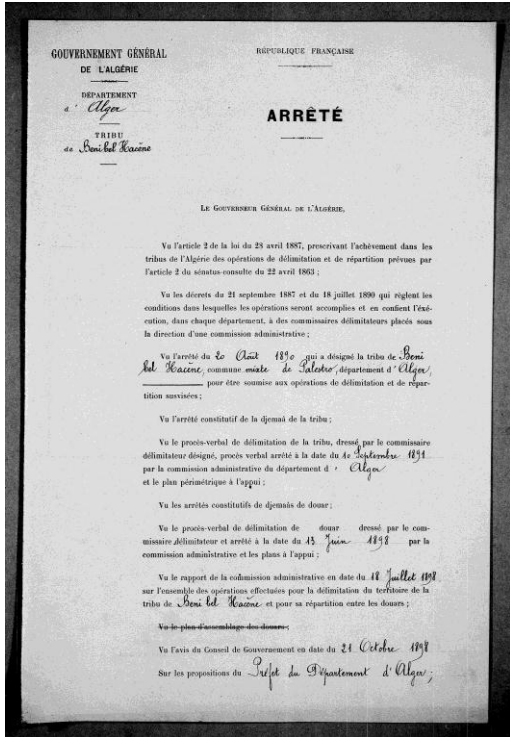 GOUVERNEMENT GÉNÉRAL
DE L'ALGÉRIE
DÉPARTEMENT
d' Alger
TRIBU
de Beni bel Hacène
RÉPUBLIQUE FRANÇAISE
ARRÊTÉ
LE GOUVERNEUR GÉNÉRAL DE L'ALGÉRIE,
Vu l'article 2 de la loi du 28 avril 1887, prescrivant l'achèvement dans les
tribus de l'Algérie des opérations de délimitation et de répartition prévues par
l'article 2 du sénatus-consulte du 22 avril 1863 ;
Vu les décrets du 21 septembre 1887 et du 18 juillet 1890 qui règlent les
conditions dans lesquelles les opérations seront accomplies et en confient l'éxé-
cution, dans chaque département, à des commissaires délimitateurs placés sous
la direction d'une commission administrative ;
Vu l'arrêté du 20 Août 1890 qui a désigné la tribu de Beni
bel Hacène, commune mixte de Palestro, département d' Alger,
pour être soumise aux opérations de délimitation et de répar-
tition susvisées ;
Vu l'arrêté constitutif de la djemaâ de la tribu ;
Vu le procès-verbal de délimitation de la tribu, dressé par le commissaire
délimitateur désigné, procès verbal arrêté à la date du 10 Septembre 1891
par la commission administrative du département d ' Alger
et le plan périmétrique à l'appui ;
Vu les arrêtés constitutifs de djemaâs de douar ;
Vu le procès-verbal de délimitation de douar dressé par le com-
missaire délimitateur et arrêté à la date du 13 Juin 1898 par la
commission administrative et les plans à l'appui ;
Vu le rapport de la commission administrative en date du 18 Juillet 1898
sur l'ensemble des opérations effectuées pour la délimitation du territoire de la
tribu de Beni bel Hacène et pour sa répartition entre les douars ;
Vu le plan d'assemblage des douars ;
Vu l'avis du Conseil de Gouvernement en date du 21 Octobre 1898
Sur les propositions du Préfet du Département d'Alger ;